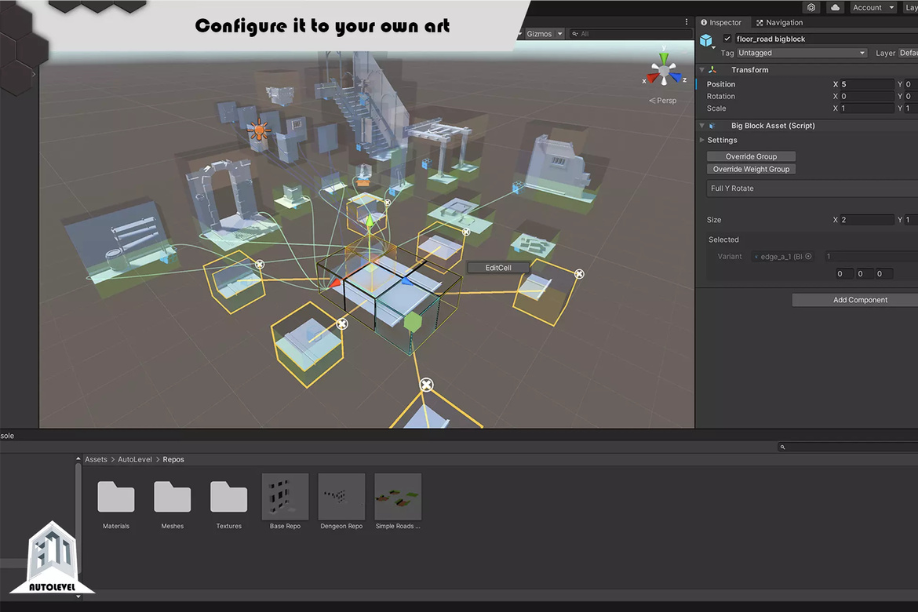 Configure it to your own art
Account
Lay
Gizmos
All
Inspector
Navigation
floor_road bigblock
Tag Untagged
Layer Defau
Transform
Position X 5 Y 0
Rotation X 0 Y 0
Scale X 1 Y 1
Big Block Asset (Script)
Settings
Override Group
Override Weight Group
Full Y Rotate
Size X 2 Y 1
Selected
Variant edge_a_1 (Bl 1
0 0 0
Add Component
y
x
z
Persp
EditCell
sole
Assets > AutoLevel > Repos
Materials
Meshes
Textures
Base Repo
Dengeon Repo
Simple Roads ...
AUTOLEVEL